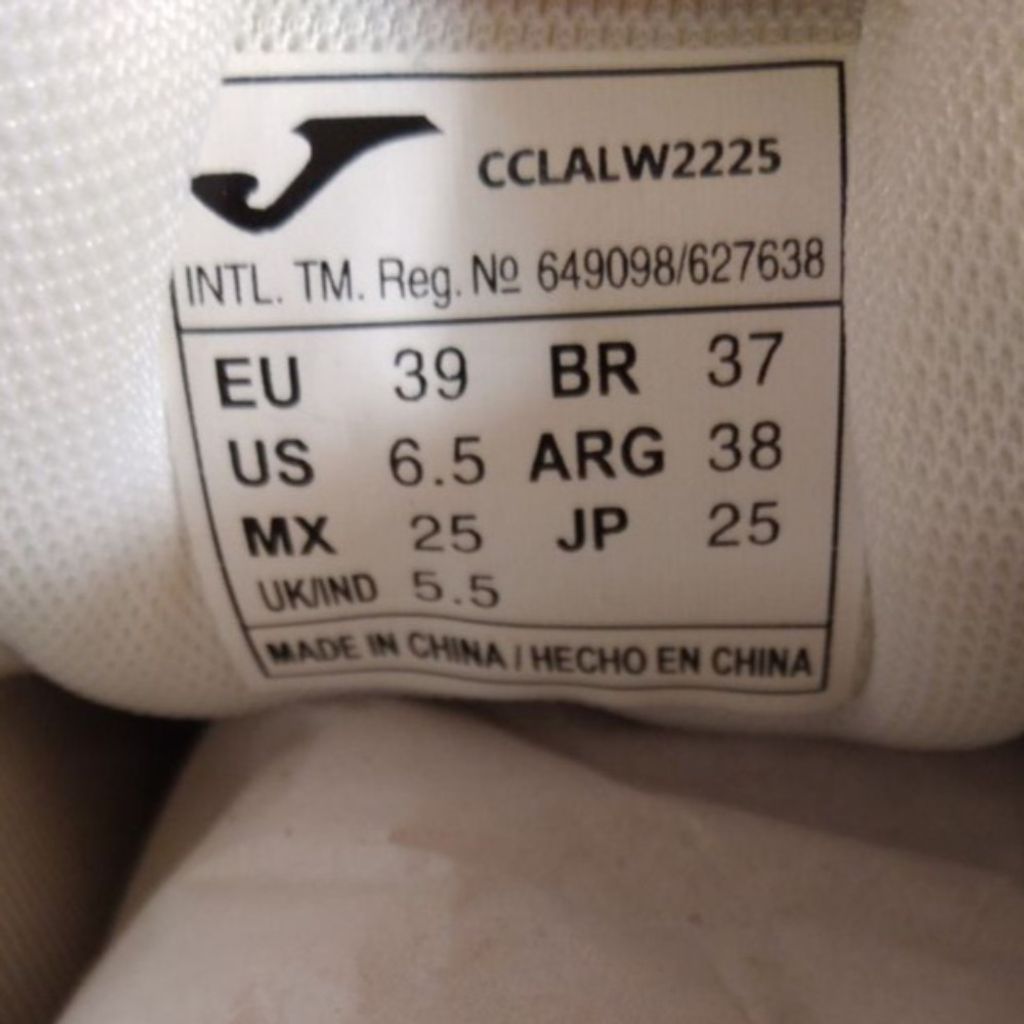 CCLALW2225
INTL. TM. Reg. Nº 649098/627638
EU 39 BR 37
US 6.5 ARG 38
MX 25 JP 25
UK/IND 5.5
MADE IN CHINA / HECHO EN CHINA